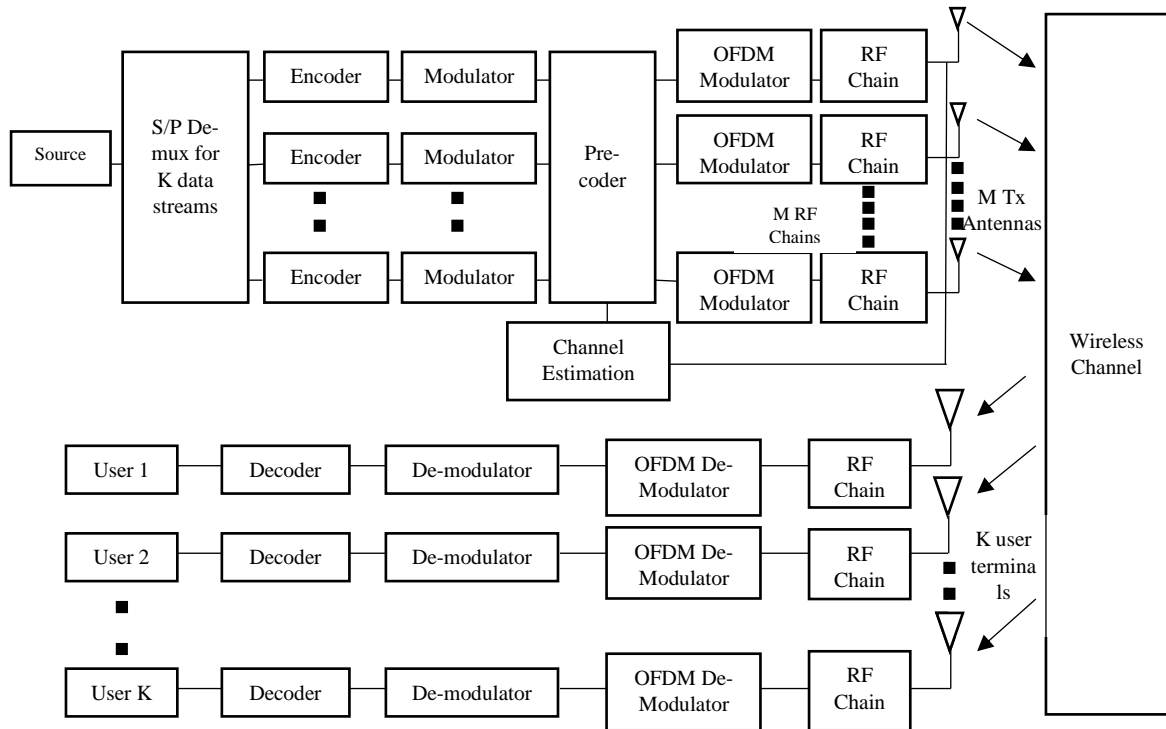 Source
S/P De-
mux for
K data
streams
Encoder
Modulator
Encoder
Modulator
Encoder
Modulator
Pre-
coder
OFDM
Modulator
RF
Chain
OFDM
Modulator
RF
Chain
M RF
Chains
M Tx
Antennas
OFDM
Modulator
RF
Chain
Channel
Estimation
Wireless
Channel
User 1
Decoder
De-modulator
OFDM De-
Modulator
RF
Chain
User 2
Decoder
De-modulator
OFDM De-
Modulator
RF
Chain
K user
termina
ls
User K
Decoder
De-modulator
OFDM De-
Modulator
RF
Chain